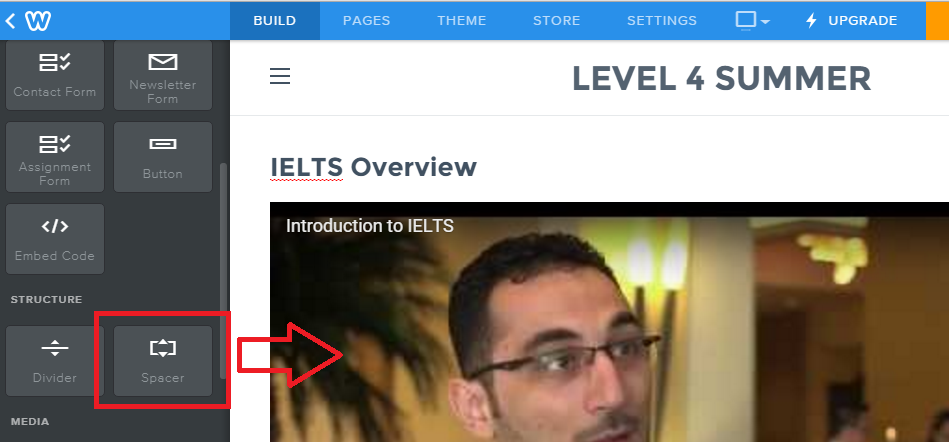 BUILD PAGES THEME STORE SETTINGS UPGRADE
Contact Form
Newsletter
Form
Assignment
Form
Button
Embed Code
STRUCTURE
Divider
Spacer
MEDIA
LEVEL 4 SUMMER
IELTS Overview
Introduction to IELTS